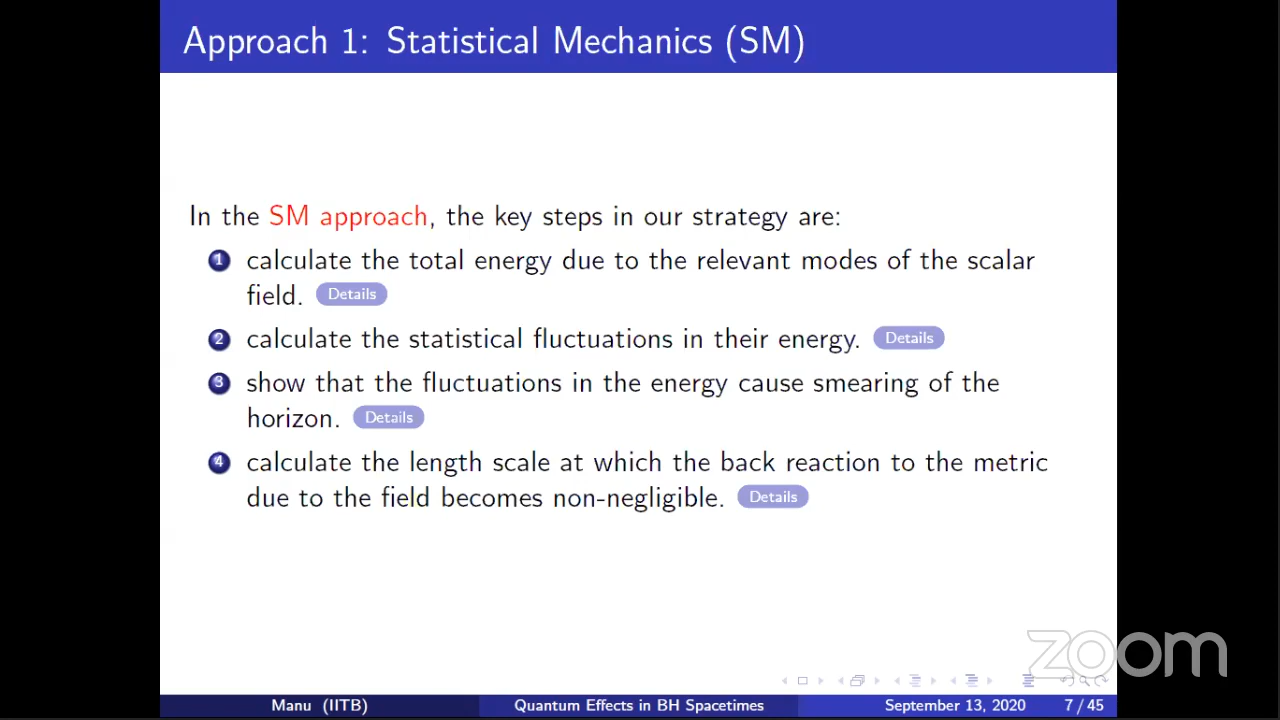 Approach 1: Statistical Mechanics (SM)
In the SM approach, the key steps in our strategy are:
1 calculate the total energy due to the relevant modes of the scalar
field. Details
2 calculate the statistical fluctuations in their energy. Details
3 show that the fluctuations in the energy cause smearing of the
horizon. Details
4 calculate the length scale at which the back reaction to the metric
due to the field becomes non-negligible. Details
zoom
Manu (IITB) Quantum Effects in BH Spacetimes September 13, 2020 7 / 45